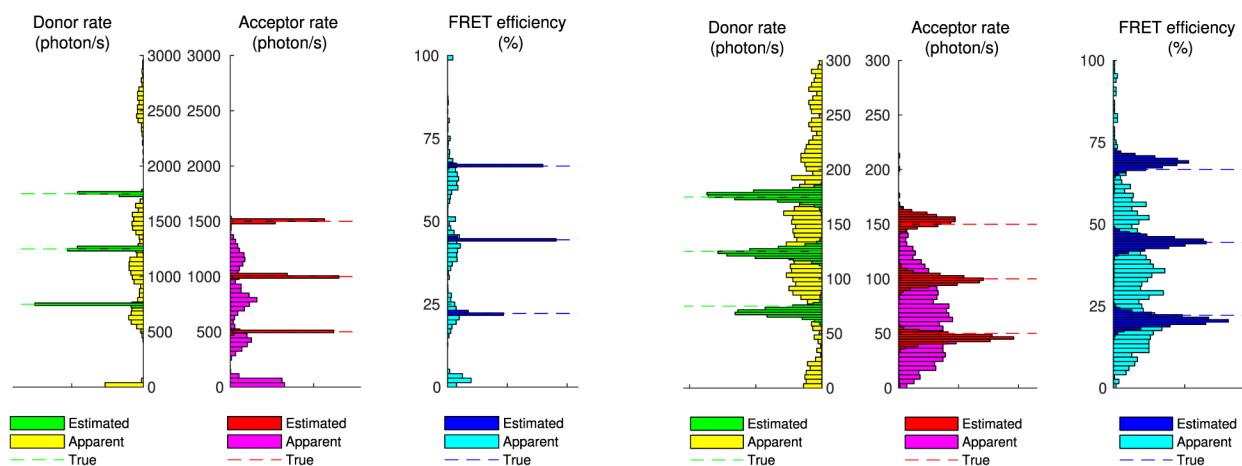 Donor rate
(photon/s)
3000
2500
2000
1500
1000
500
0
Acceptor rate
(photon/s)
3000
2500
2000
1500
1000
500
0
FRET efficiency
(%)
100
75
50
25
0
Estimated
Apparent
True
Estimated
Apparent
True
Estimated
Apparent
True
Donor rate
(photon/s)
300
250
200
150
100
50
0
Acceptor rate
(photon/s)
300
250
200
150
100
50
0
FRET efficiency
(%)
100
75
50
25
0
Estimated
Apparent
True
Estimated
Apparent
True
Estimated
Apparent
True